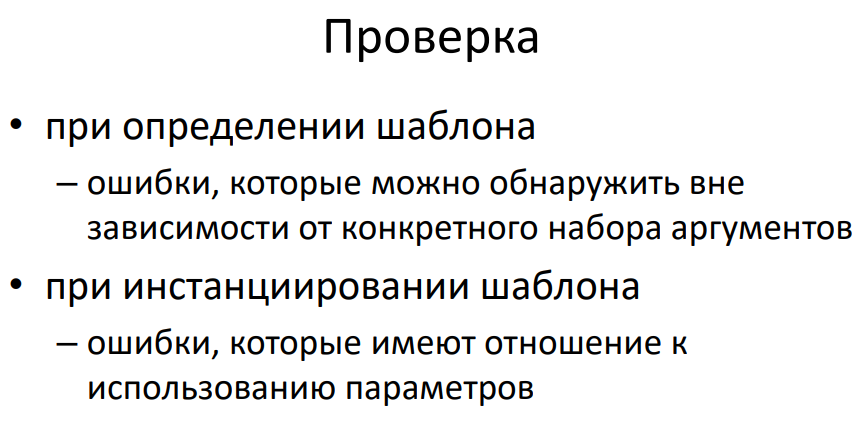 Проверка
• при определении шаблона
– ошибки, которые можно обнаружить вне
зависимости от конкретного набора аргументов
• при инстанциировании шаблона
– ошибки, которые имеют отношение к
использованию параметров